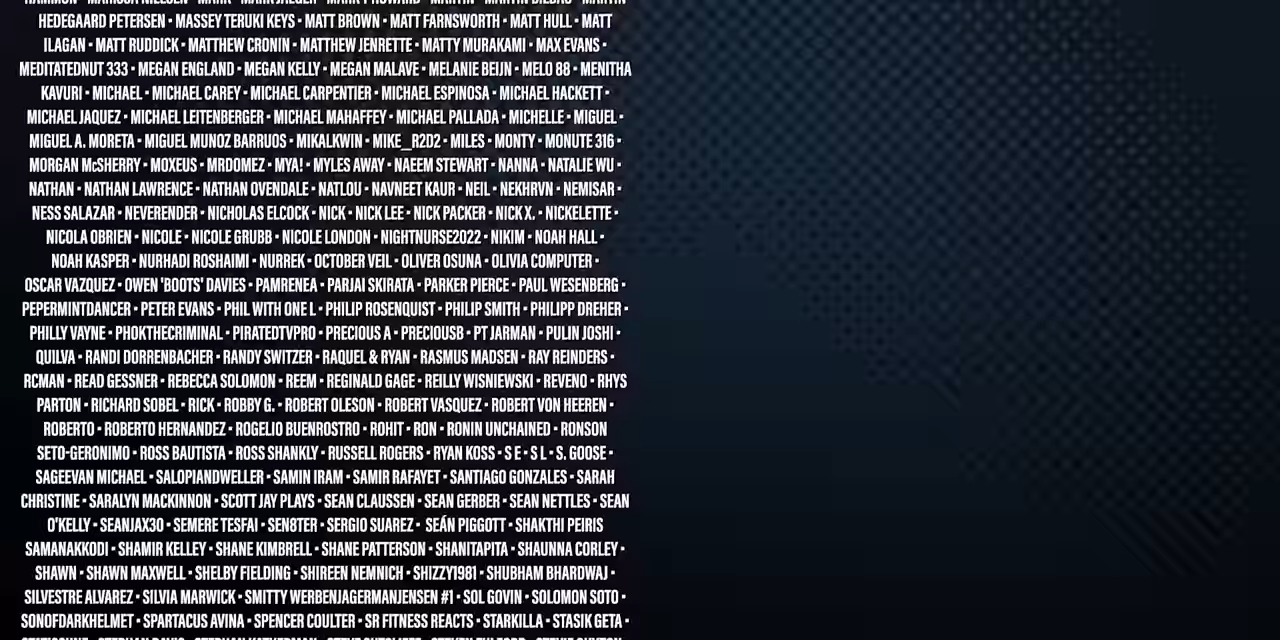 HEDEGAARD PETERSEN • MASSEY TERUKI KEYS • MATT BROWN • MATT FARNSWORTH • MATT HULL • MATT
ILAGAN • MATT RUDDICK • MATTHEW CRONIN • MATTHEW JENRETTE • MATTY MURAKAMI • MAX EVANS •
MEDITATEDNUT 333 • MEGAN ENGLAND • MEGAN KELLY • MEGAN MALAVE • MELANIE BEIJN • MELO 88 • MENITHA
KAVURI • MICHAEL • MICHAEL CAREY • MICHAEL CARPENTIER • MICHAEL ESPINOSA • MICHAEL HACKETT •
MICHAEL JAQUEZ • MICHAEL LEITENBERGER • MICHAEL MAHAFFEY • MICHAEL PALLADA • MICHELLE • MIGUEL •
MIGUEL A. MORETA • MIGUEL MUNOZ BARRUOS • MIKALKWIN • MIKE_R2D2 • MILES • MONTY • MONUTE 316 •
MORGAN McSHERRY • MOXEUS • MRDOMEZ • MYA! • MYLES AWAY • NAEEM STEWART • NANNA • NATALIE WU •
NATHAN • NATHAN LAWRENCE • NATHAN OVENDALE • NATLOU • NAVNEET KAUR • NEIL • NEKHRVN • NEMISAR •
NESS SALAZAR • NEVERENDER • NICHOLAS ELCOCK • NICK • NICK LEE • NICK PACKER • NICK X. • NICKELETTE •
NICOLA OBRIEN • NICOLE • NICOLE GRUBB • NICOLE LONDON • NIGHTNURSE2022 • NIKIM • NOAH HALL •
NOAH KASPER • NURHADI ROSHAIMI • NURREK • OCTOBER VEIL • OLIVER OSUNA • OLIVIA COMPUTER •
OSCAR VAZQUEZ • OWEN 'BOOTS' DAVIES • PAMRENEA • PARJAI SKIRATA • PARKER PIERCE • PAUL WESENBERG •
PEPERMINTDANCER • PETER EVANS • PHIL WITH ONE L • PHILIP ROSENQUIST • PHILIP SMITH • PHILIPP DREHER •
PHILLY VAYNE • PHOKTHECRIMINAL • PIRATEDTVPRO • PRECIOUS A • PRECIOUSB • PT JARMAN • PULIN JOSHI •
QUILVA • RANDI DORRENBACHER • RANDY SWITZER • RAQUEL & RYAN • RASMUS MADSEN • RAY REINDERS •
RCMAN • READ GESSNER • REBECCA SOLOMON • REEM • REGINALD GAGE • REILLY WISNIEWSKI • REVENO • RHYS
PARTON • RICHARD SOBEL • RICK • ROBBY G. • ROBERT OLESON • ROBERT VASQUEZ • ROBERT VON HEEREN •
ROBERTO • ROBERTO HERNANDEZ • ROGELIO BUENROSTRO • ROHIT • RON • RONIN UNCHAINED • RONSON
SETO-GERONIMO • ROSS BAUTISTA • ROSS SHANKLY • RUSSELL ROGERS • RYAN KOSS • S E • S L • S. GOOSE •
SAGEEVAN MICHAEL • SALOPIANDWELLER • SAMIN IRAM • SAMIR RAFAYET • SANTIAGO GONZALES • SARAH
CHRISTINE • SARALYN MACKINNON • SCOTT JAY PLAYS • SEAN CLAUSSEN • SEAN GERBER • SEAN NETTLES • SEAN
O'KELLY • SEANJAX30 • SEMERE TESFAI • SEN8TER • SERGIO SUAREZ • SEÁN PIGGOTT • SHAKTHI PEIRIS
SAMANAKKODI • SHAMIR KELLEY • SHANE KIMBRELL • SHANE PATTERSON • SHANITAPITA • SHAUNNA CORLEY •
SHAWN • SHAWN MAXWELL • SHELBY FIELDING • SHIREEN NEMNICH • SHIZZY1981 • SHUBHAM BHARDWAJ •
SILVESTRE ALVAREZ • SILVIA MARWICK • SMITTY WERBENJAGERMANJENSEN #1 • SOL GOVIN • SOLOMON SOTO •
SONOFDARKHELMET • SPARTACUS AVINA • SPENCER COULTER • SR FITNESS REACTS • STARKILLA • STASIK GETA •